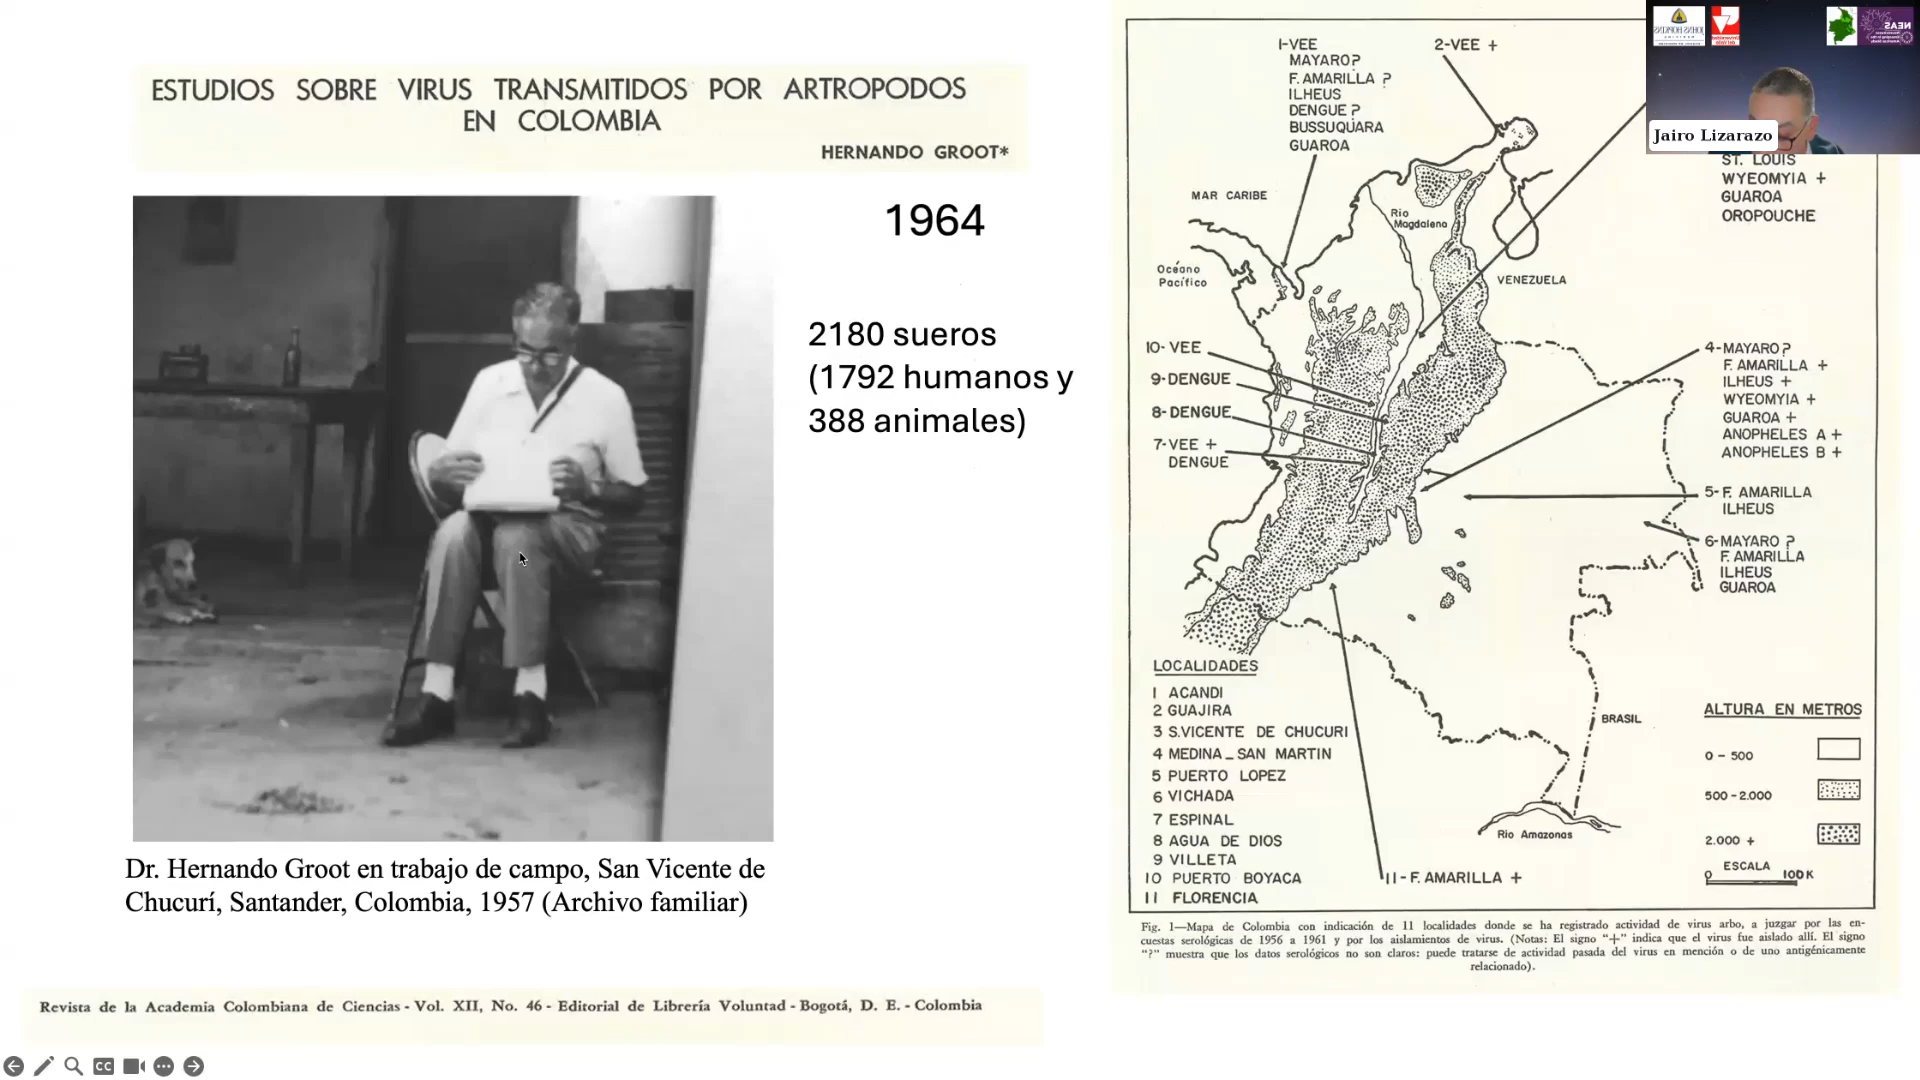 ESTUDIOS SOBRE VIRUS TRANSMITIDOS POR ARTROPODOS
EN COLOMBIA
HERNANDO GROOT*
1964
2180 sueros
(1792 humanos y
388 animales)
Dr. Hernando Groot en trabajo de campo, San Vicente de
Chucurí, Santander, Colombia, 1957 (Archivo familiar)
Revista de la Academia Colombiana de Ciencias - Vol. XII, No. 46 - Editorial de Librería Voluntad - Bogotá, D. E. - Colombia
1-VEE
MAYARO?
F. AMARILLA ?
ILHEUS
DENGUE ?
BUSSUQUARA
GUAROA
2-VEE +
Jairo Lizarazo
ST. LOUIS
WYEOMYIA +
GUAROA
OROPOUCHE
MAR CARIBE
Rio
Magdalena
Océano
Pacífico
VENEZUELA
10- VEE
9-DENGUE
8- DENGUE
7-VEE +
DENGUE
4-MAYARO?
F. AMARILLA +
ILHEUS +
WYEOMYIA +
GUAROA +
ANOPHELES A +
ANOPHELES B +
5- F. AMARILLA
ILHEUS
6-MAYARO ?
F. AMARILLA
ILHEUS
GUAROA
BRASIL
Rio Amazonas
11-F. AMARILLA +
LOCALIDADES
1 ACANDI
2 GUAJIRA
3 S.VICENTE DE CHUCURI
4 MEDINA - SAN MARTIN
5 PUERTO LOPEZ
6 VICHADA
7 ESPINAL
8 AGUA DE DIOS
9 VILLETA
10 PUERTO BOYACA
11 FLORENCIA
ALTURA EN METROS
0 - 500
500 - 2.000
2.000 +
ESCALA
0 100 K
Fig. 1—Mapa de Colombia con indicación de 11 localidades donde se ha registrado actividad de virus arbo, a juzgar por las en-
cuestas serológicas de 1956 a 1961 y por los aislamientos de virus. (Notas: El signo "+" indica que el virus fue aislado allí. El signo
"?" muestra que los datos serológicos no son claros: puede tratarse de actividad pasada del virus en mención o de uno antigénicamente
relacionado).
CC